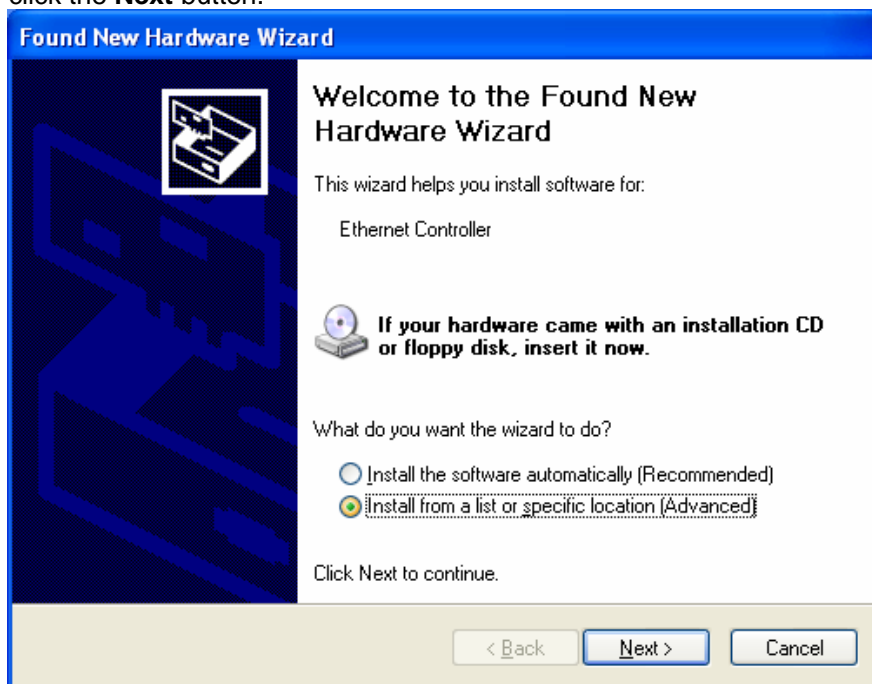 click the Next button.
Found New Hardware Wizard
Welcome to the Found New
Hardware Wizard
This wizard helps you install software for:
Ethernet Controller
If your hardware came with an installation CD
or floppy disk, insert it now.
What do you want the wizard to do?
Install the software automatically (Recommended)
Install from a list or specific location (Advanced)
Click Next to continue.
< Back Next > Cancel